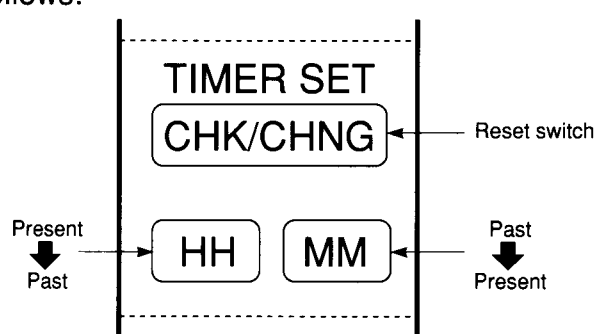 TIMER SET
CHK/CHNG
Reset switch
Present
Past
HH
MM
Past
Present